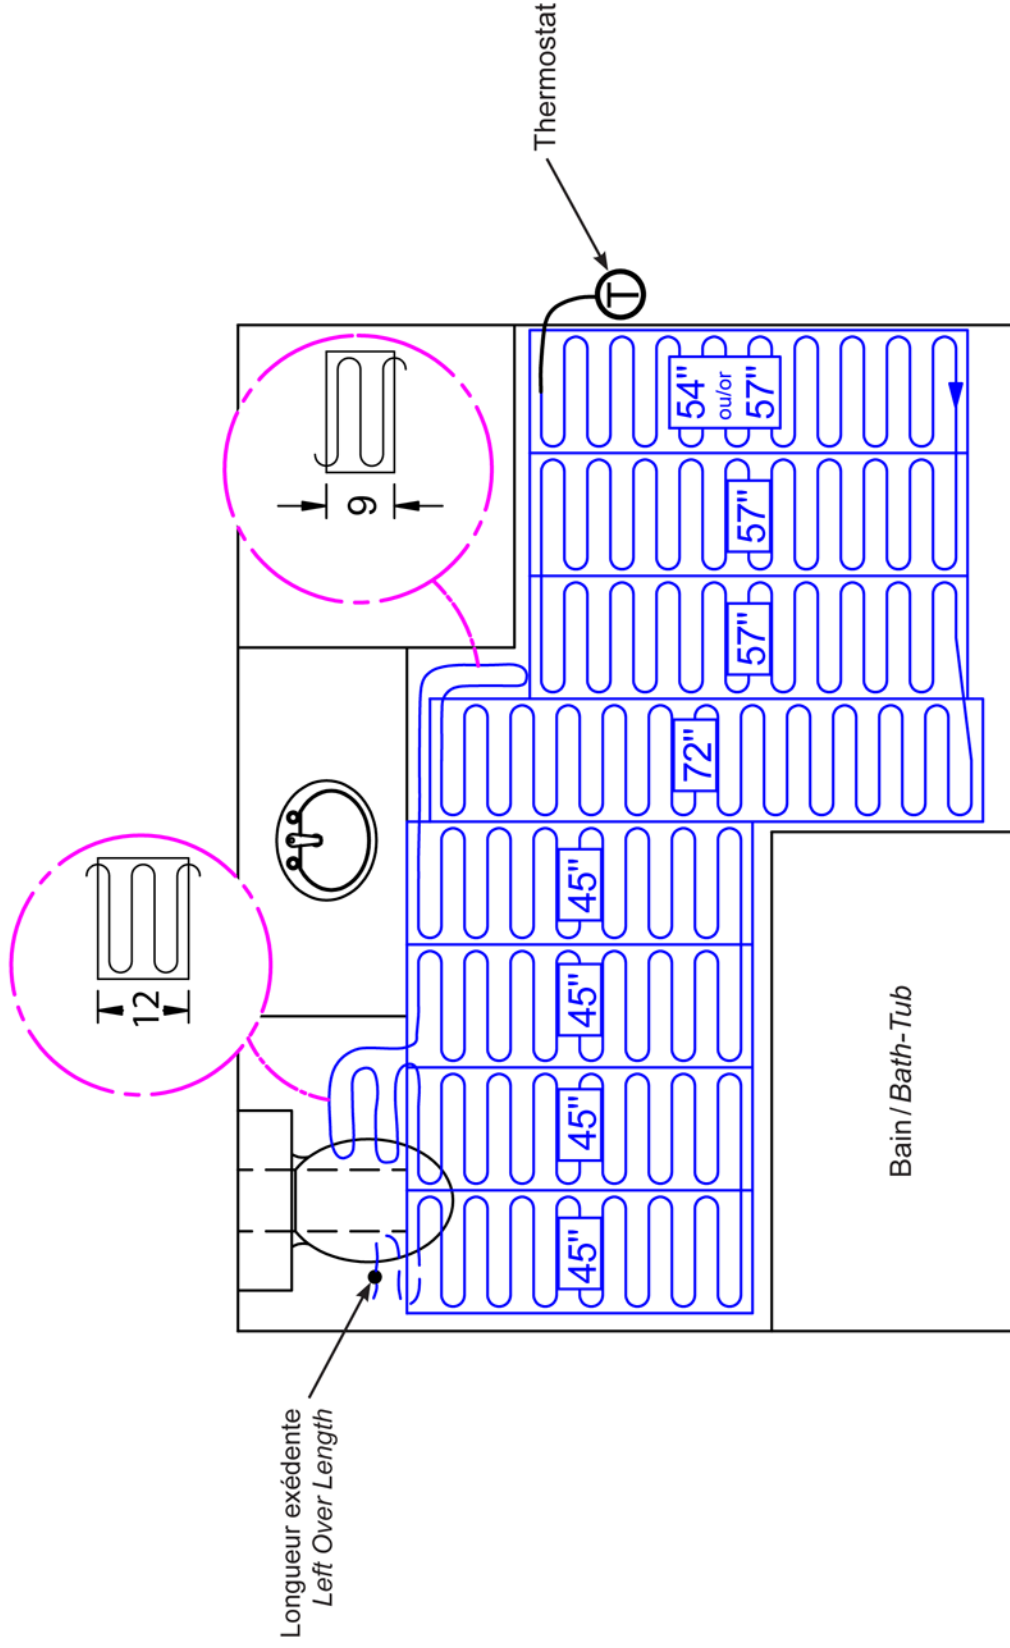 Longueur exédente
Left Over Length
12
9
Thermostat
T
45"
45"
45"
45"
72"
57"
57"
54"
ou/or
57"
Bain / Bath-Tub